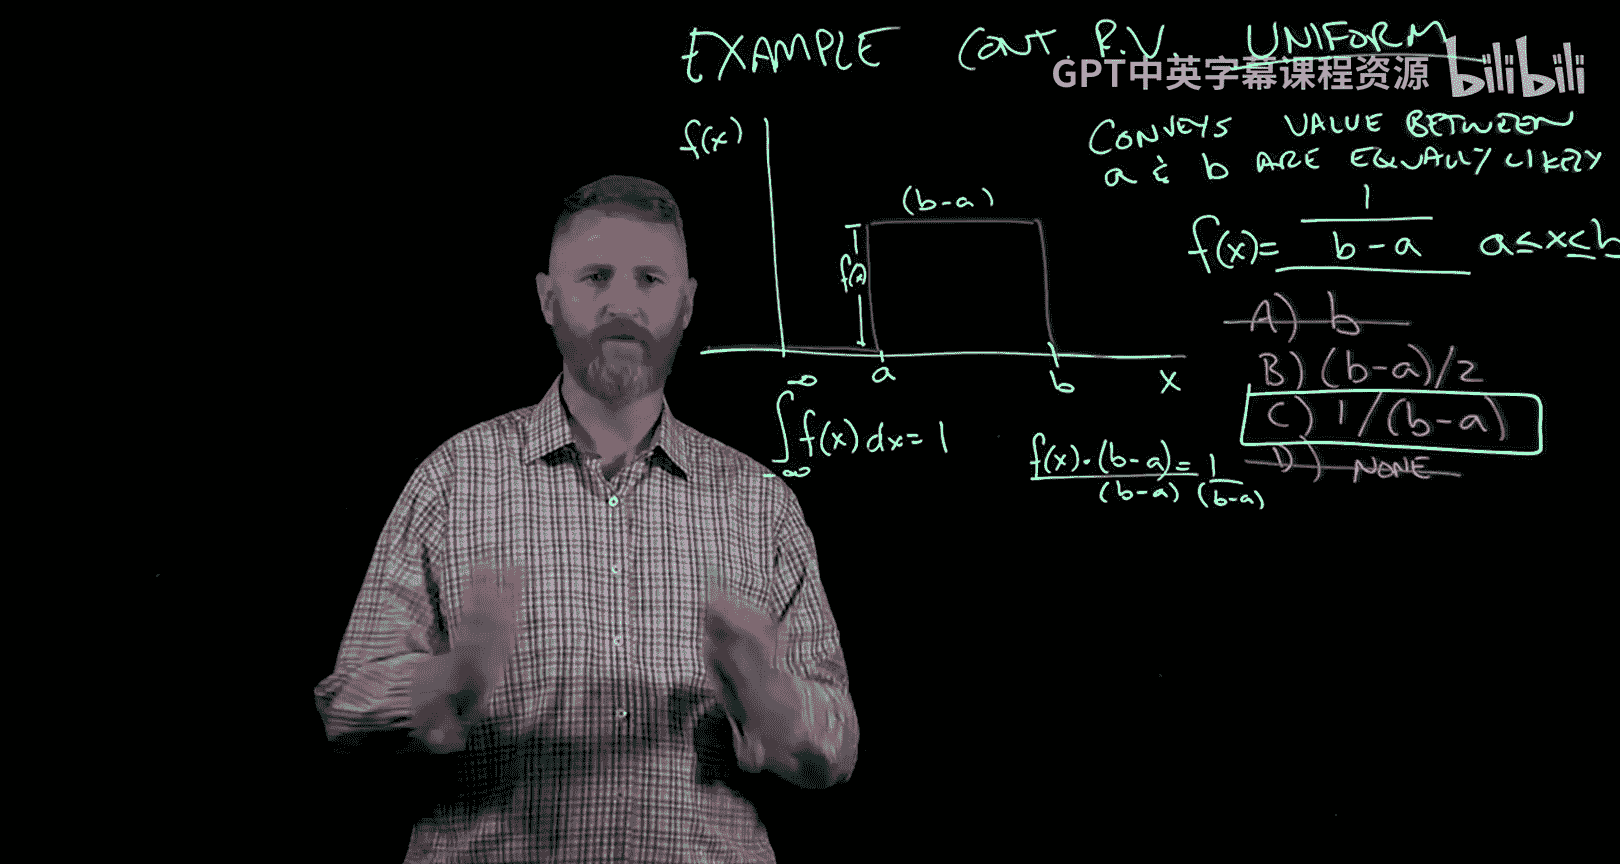 EXAMPLE CONT. R.V. UNIFORM
GPT中英字幕课程资源 bilibili
f(x)
CONVEYS VALUE BETWEEN
a & b ARE EQUALLY LIKELY
(b-a)
f(x)= 1/(b-a) a≤x≤b
f(x)
A) b
B) (b-a)/2
C) 1/(b-a)
D) NONE
a b x
∫_{-∞}^{∞} f(x) dx = 1
f(x)·(b-a) = 1
(b-a) (b-a)